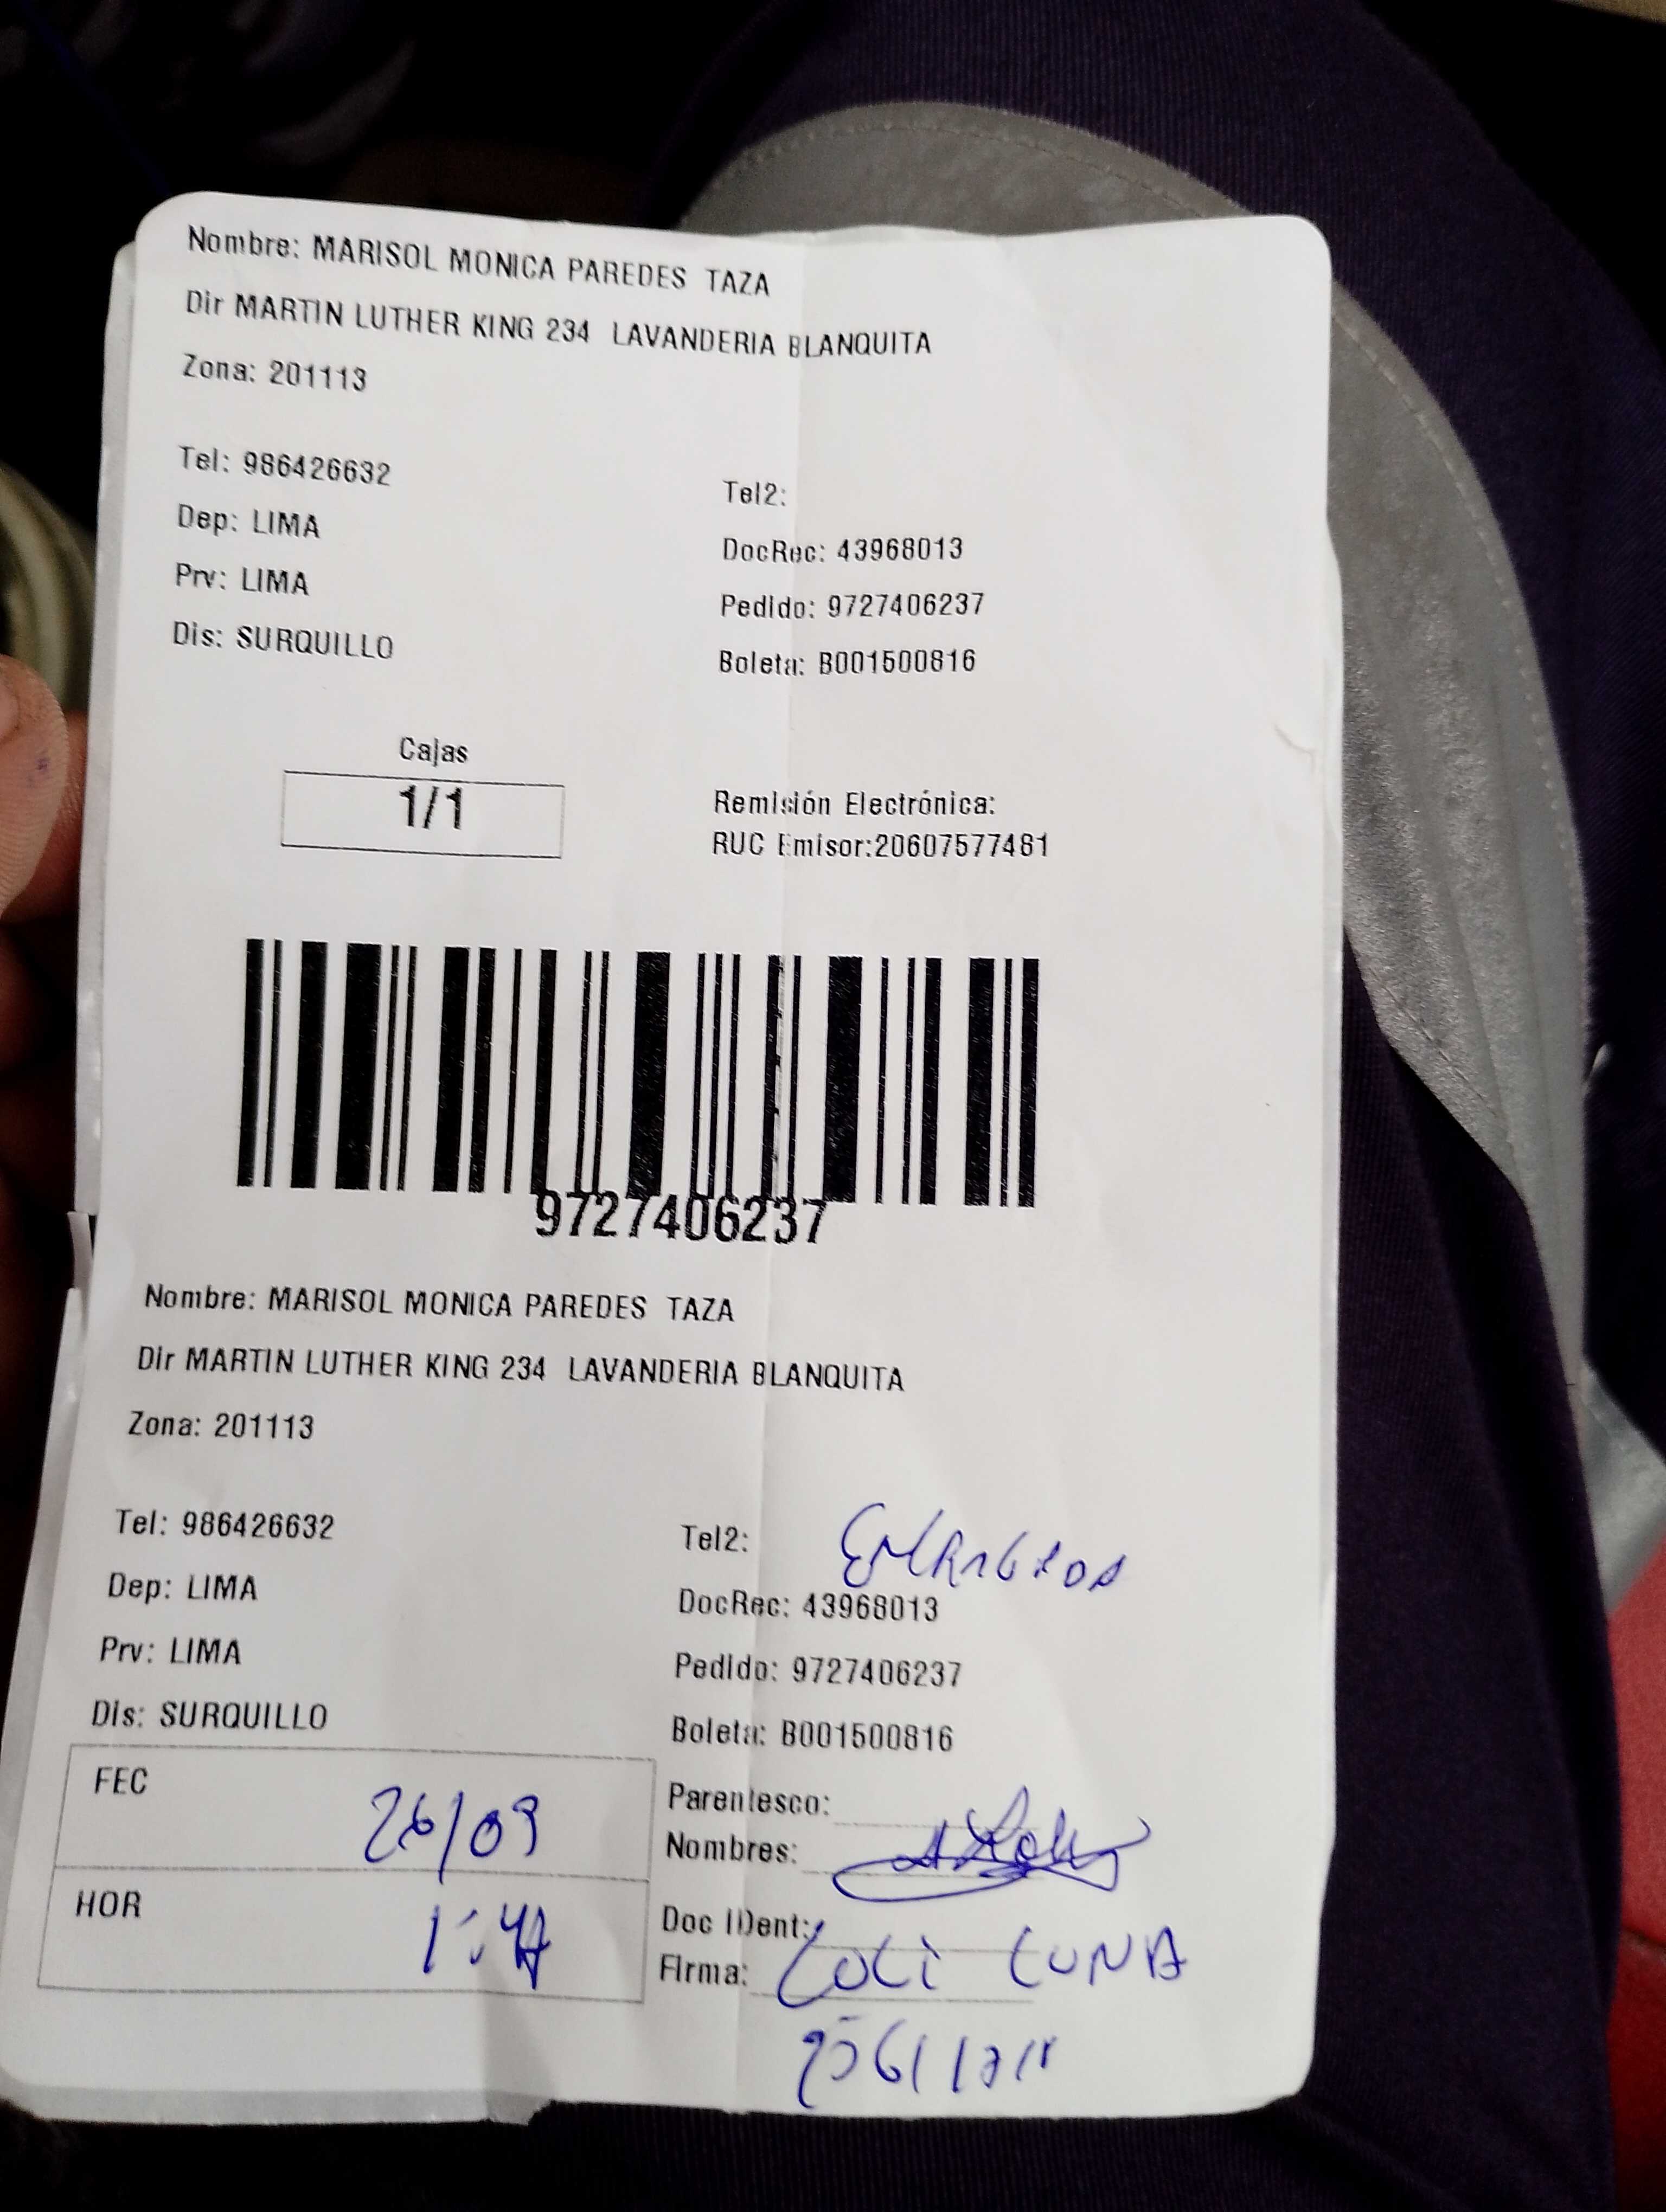 Nombre: MARISOL MONICA PAREDES TAZA
Dir MARTIN LUTHER KING 234 LAVANDERIA BLANQUITA
Zona: 201113
Tel: 986426632
Tel2:
Dep: LIMA
DocRec: 43968013
Prv: LIMA
Pedido: 9727406237
Dis: SURQUILLO
Boleta: B001500816
Cajas
1/1
Remisión Electrónica:
RUC Emisor:20607577481
9727406237
Nombre: MARISOL MONICA PAREDES TAZA
Dir MARTIN LUTHER KING 234 LAVANDERIA BLANQUITA
Zona: 201113
Tel: 986426632
Tel2:
Dep: LIMA
DocRec: 43968013
Prv: LIMA
Pedido: 9727406237
Dis: SURQUILLO
Boleta: B001500816
FEC 26/09
Parentesco:
Nombres:
HOR
Doc IDent:
Firma: LUNA